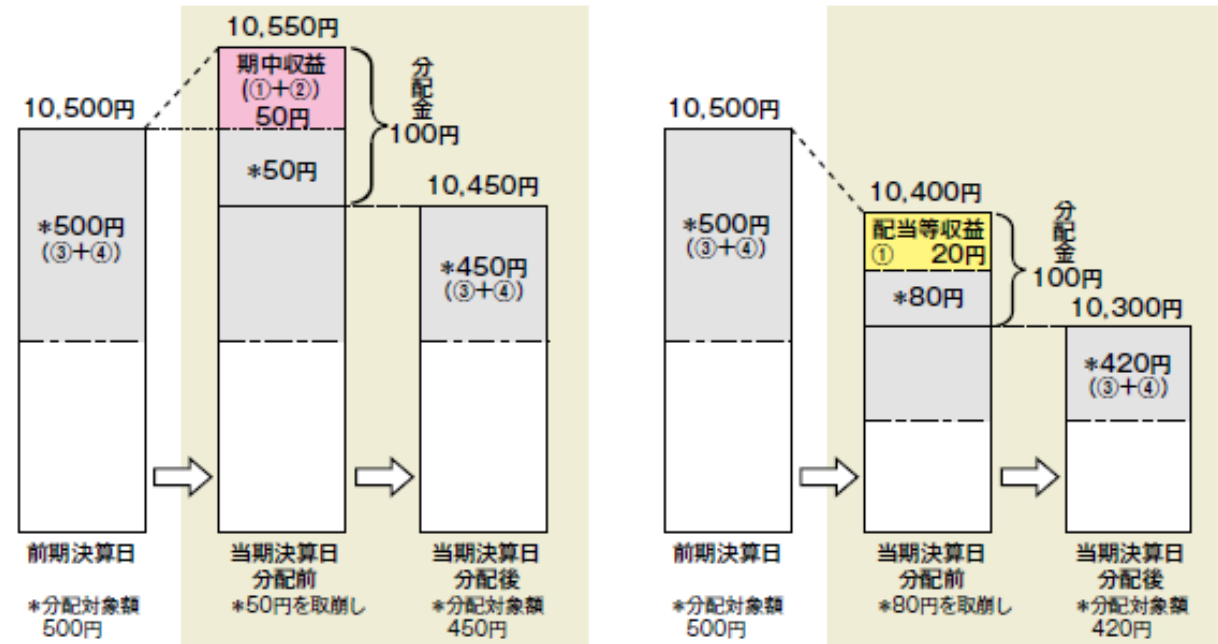 10,500円
*500円
(③+④)
前期決算日
*分配対象額
500円
10,550円
期中収益
(①+②)
50円
*50円
分配金
100円
当期決算日
分配前
*50円を取崩し
10,450円
*450円
(③+④)
当期決算日
分配後
*分配対象額
450円
10,500円
*500円
(③+④)
前期決算日
*分配対象額
500円
10,400円
配当等収益
① 20円
*80円
分配金
100円
当期決算日
分配前
*80円を取崩し
10,300円
*420円
(③+④)
当期決算日
分配後
*分配対象額
420円